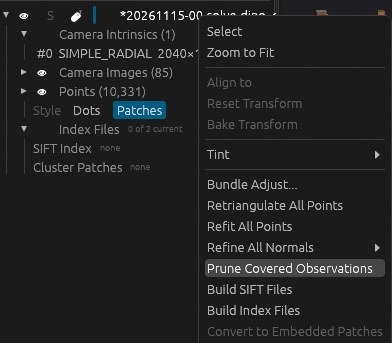 S *20261115-00 solve dino
Camera Intrinsics (1)
#0 SIMPLE_RADIAL 2040×1
Camera Images (85)
Points (10,331)
Style Dots Patches
Index Files 0 of 2 current
SIFT Index none
Cluster Patches none
Select
Zoom to Fit
Align to
Reset Transform
Bake Transform
Tint
Bundle Adjust...
Retriangulate All Points
Refit All Points
Refine All Normals
Prune Covered Observations
Build SIFT Files
Build Index Files
Convert to Embedded Patches